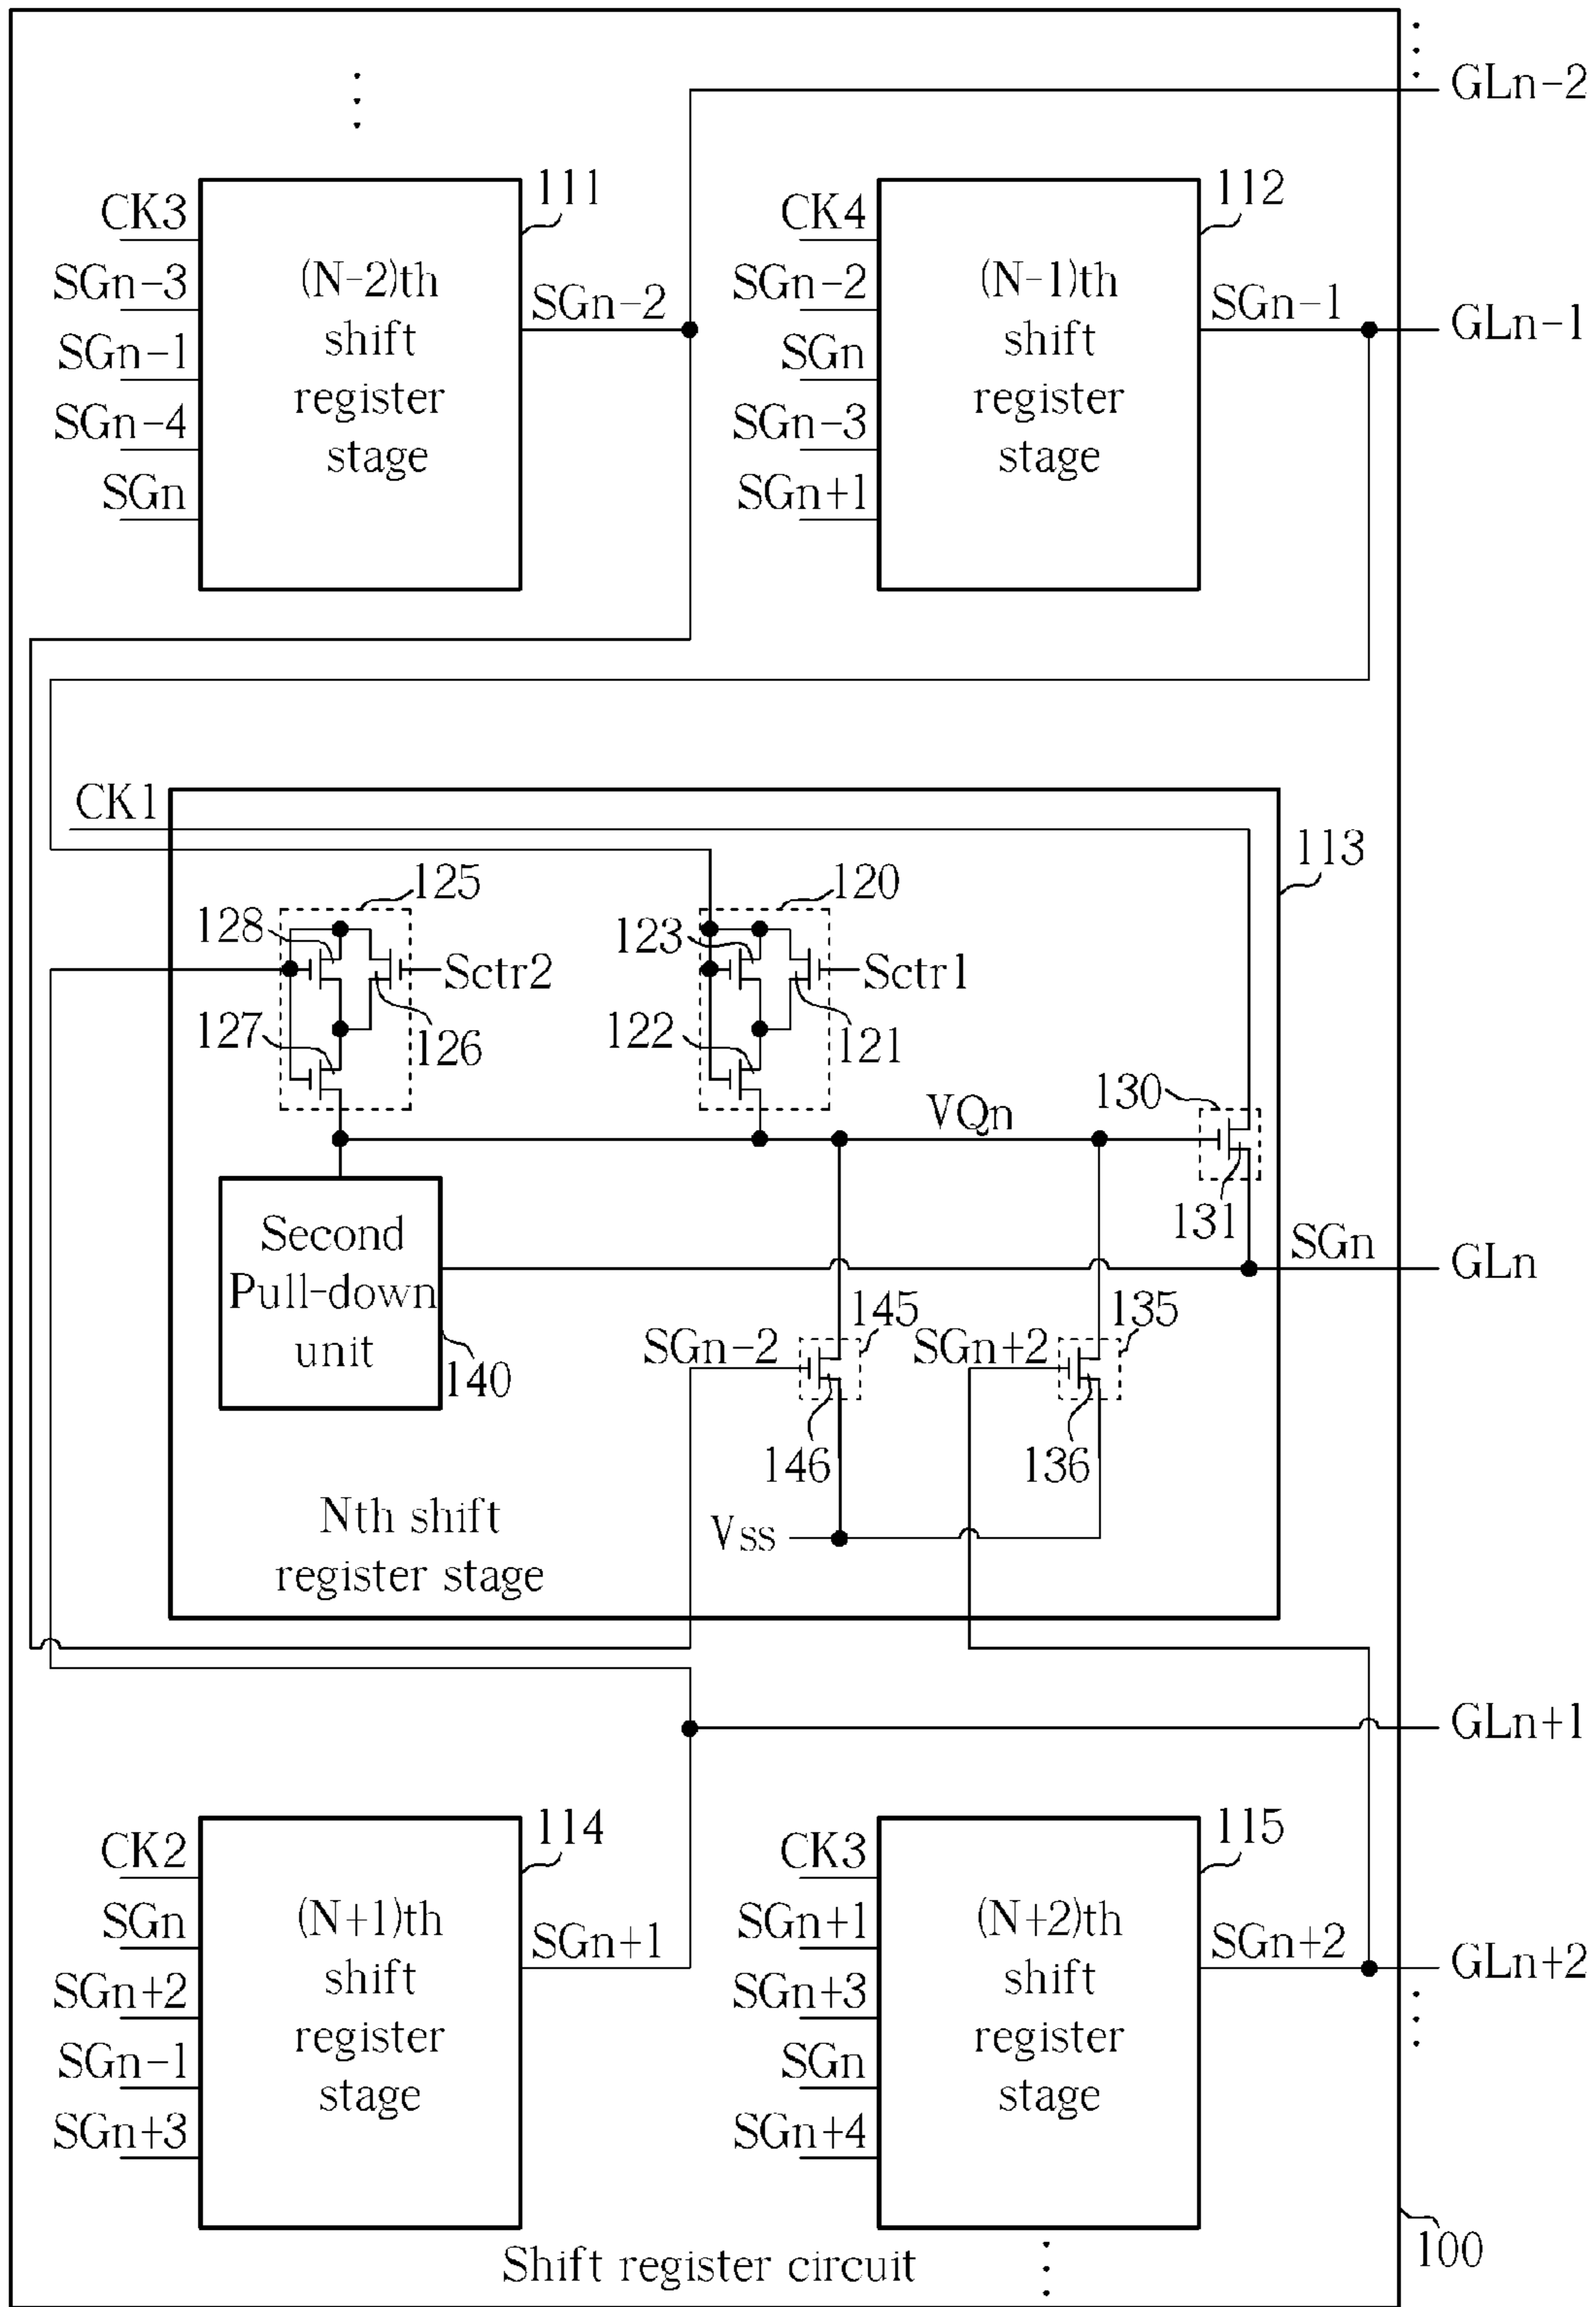 GLn-2
111
CK3
SGn-3
SGn-1
SGn-4
SGn
(N-2)th
shift
register
stage
SGn-2
112
CK4
SGn-2
SGn
SGn-3
SGn+1
(N-1)th
shift
register
stage
SGn-1
GLn-1
CK1
113
125
128
Sctr2
127
126
120
123
Sctr1
122
121
VQn
130
131
SGn
GLn
Second
Pull-down
unit
140
SGn-2
145
146
SGn+2
135
136
Vss
Nth shift
register stage
GLn+1
114
CK2
SGn
SGn+2
SGn-1
SGn+3
(N+1)th
shift
register
stage
SGn+1
115
CK3
SGn+1
SGn+3
SGn
SGn+4
(N+2)th
shift
register
stage
SGn+2
GLn+2
Shift register circuit
100